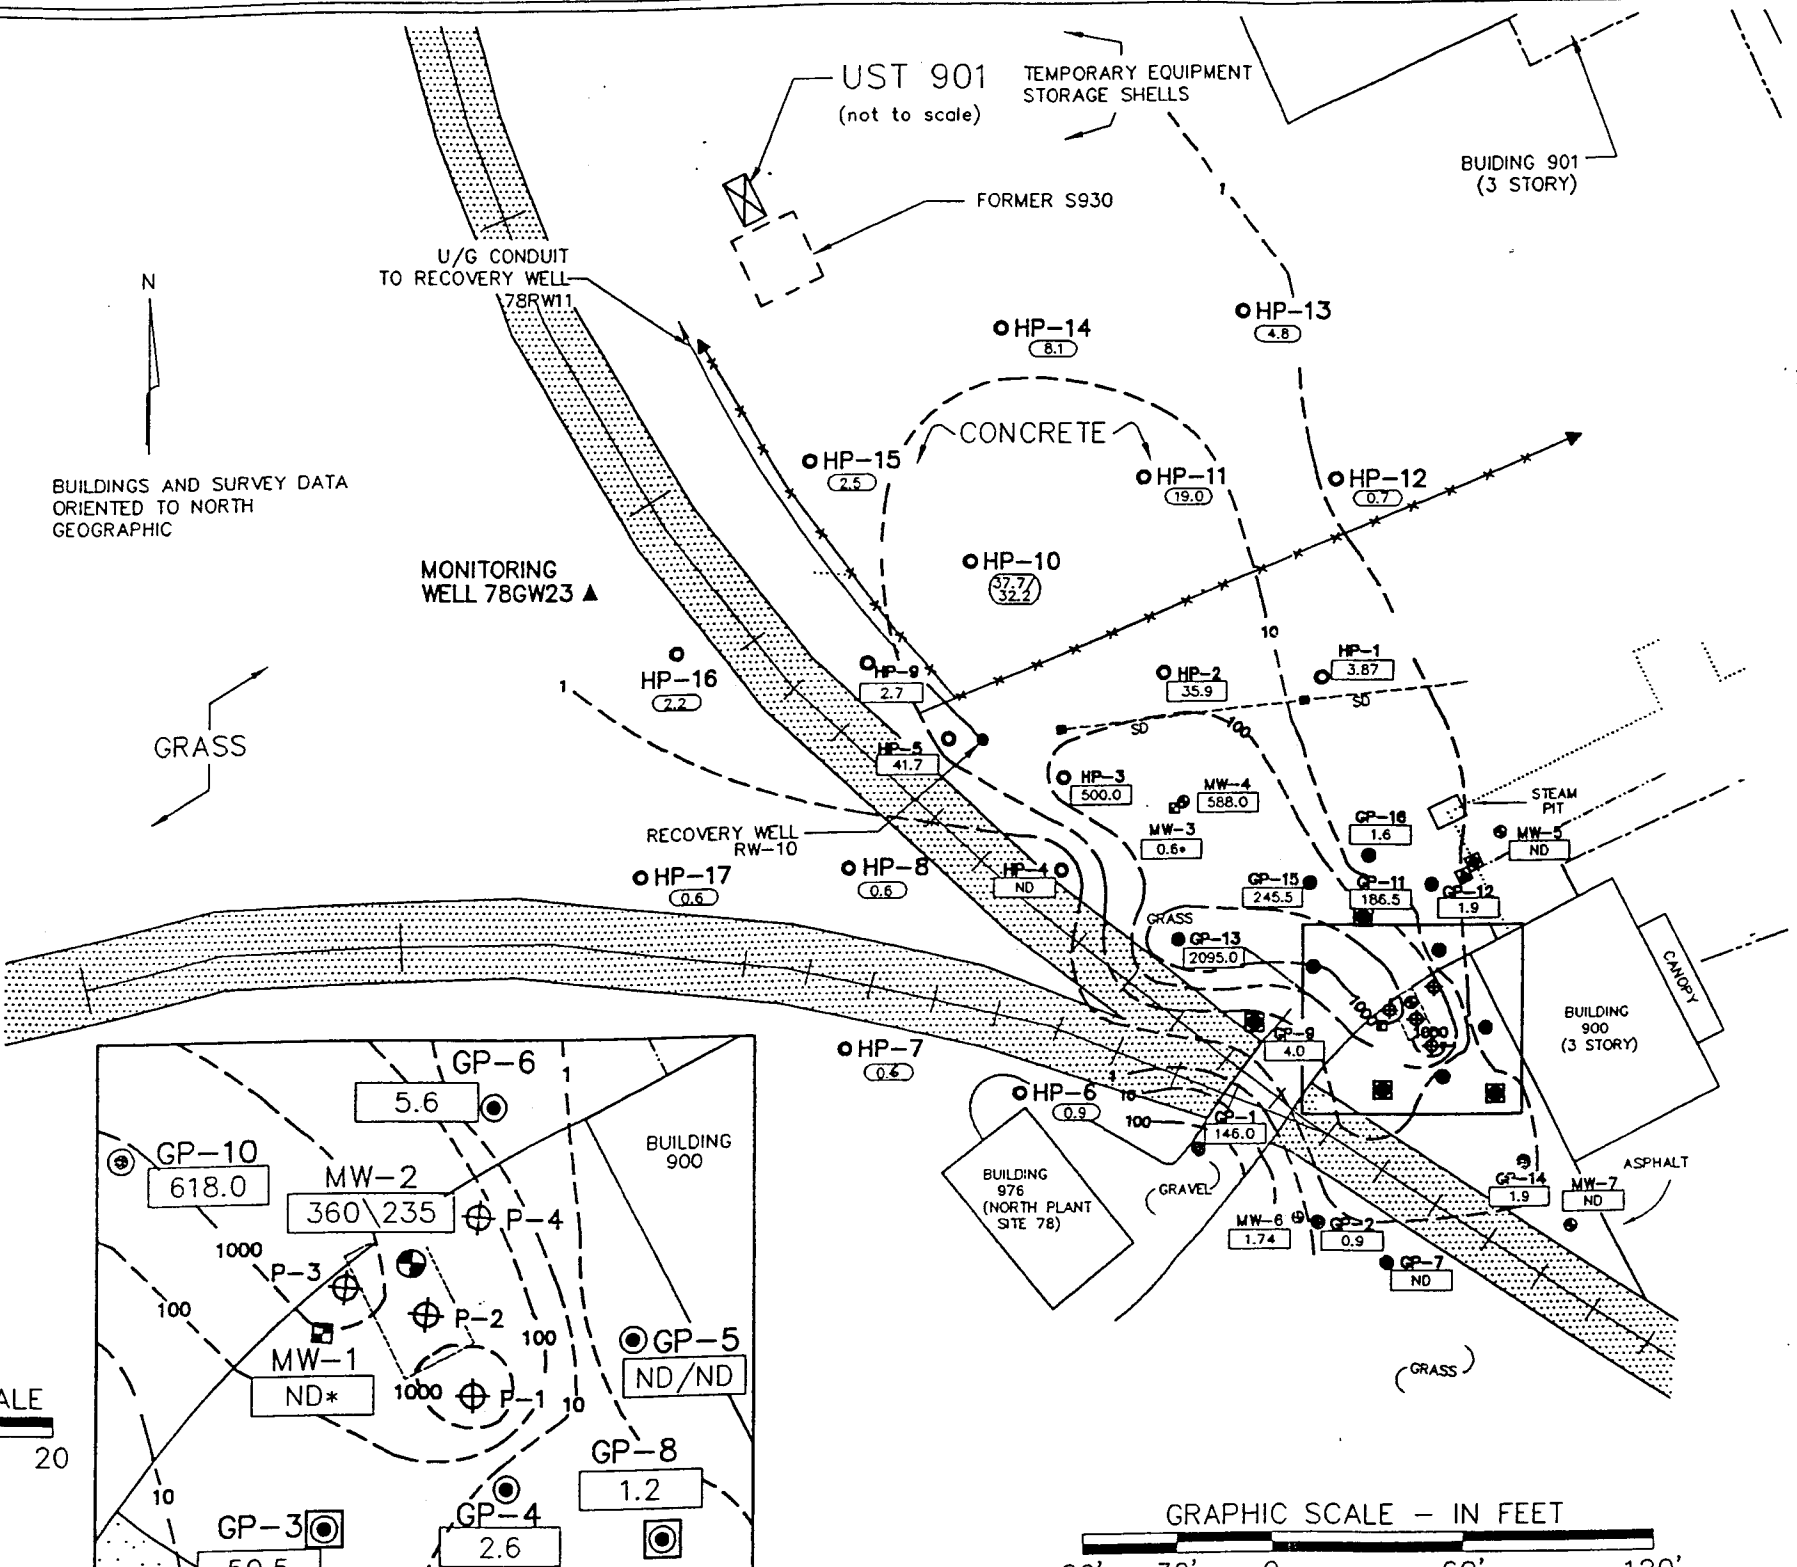 UST 901
(not to scale)
TEMPORARY EQUIPMENT
STORAGE SHELLS
BUIDING 901
(3 STORY)
FORMER S930
U/G CONDUIT
TO RECOVERY WELL
78RW11
N
BUILDINGS AND SURVEY DATA
ORIENTED TO NORTH
GEOGRAPHIC
1
HP-13
4.8
HP-14
8.1
CONCRETE
HP-15
2.5
HP-11
19.0
HP-12
0.7
HP-10
37.7/
32.2
MONITORING
WELL 78GW23
10
HP-16
2.2
1
HP-9
2.7
HP-2
35.9
HP-1
3.87
SD
SD
100
GRASS
HP-5
41.7
HP-3
500.0
MW-4
588.0
MW-3
0.6*
STEAM
PIT
GP-16
1.6
MW-5
ND
RECOVERY WELL
RW-10
HP-17
0.6
HP-8
0.6
HP-4
ND
GP-15
245.5
GP-11
186.5
GP-12
1.9
GRASS
GP-13
2095.0
CANOPY
BUILDING
900
(3 STORY)
1000
1000
GP-9
4.0
HP-7
0.6
HP-6
0.9
1
10
100
GP-1
146.0
BUILDING
976
(NORTH PLANT
SITE 78)
GRAVEL
GP-14
1.9
MW-7
ND
ASPHALT
MW-6
1.74
GP-2
0.9
GP-7
ND
GRASS
GP-6
5.6
1
BUILDING
900
GP-10
618.0
MW-2
360 235
P-4
1000
P-3
100
P-2
100
GP-5
ND/ND
MW-1
ND*
1000
P-1
10
GP-8
1.2
10
GP-3
GP-4
2.6
20
GRAPHIC SCALE - IN FEET